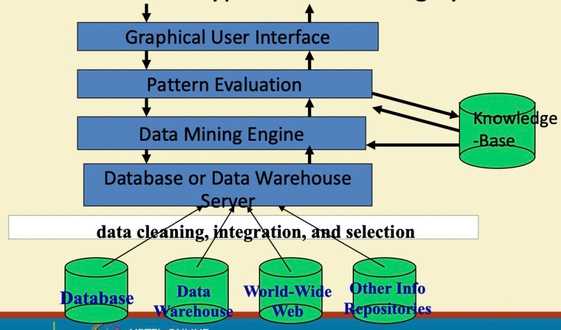 Graphical User Interface
Pattern Evaluation
Knowledge
-Base
Data Mining Engine
Database or Data Warehouse
Server
data cleaning, integration, and selection
Database
Data
Warehouse
World-Wide
Web
Other Info
Repositories